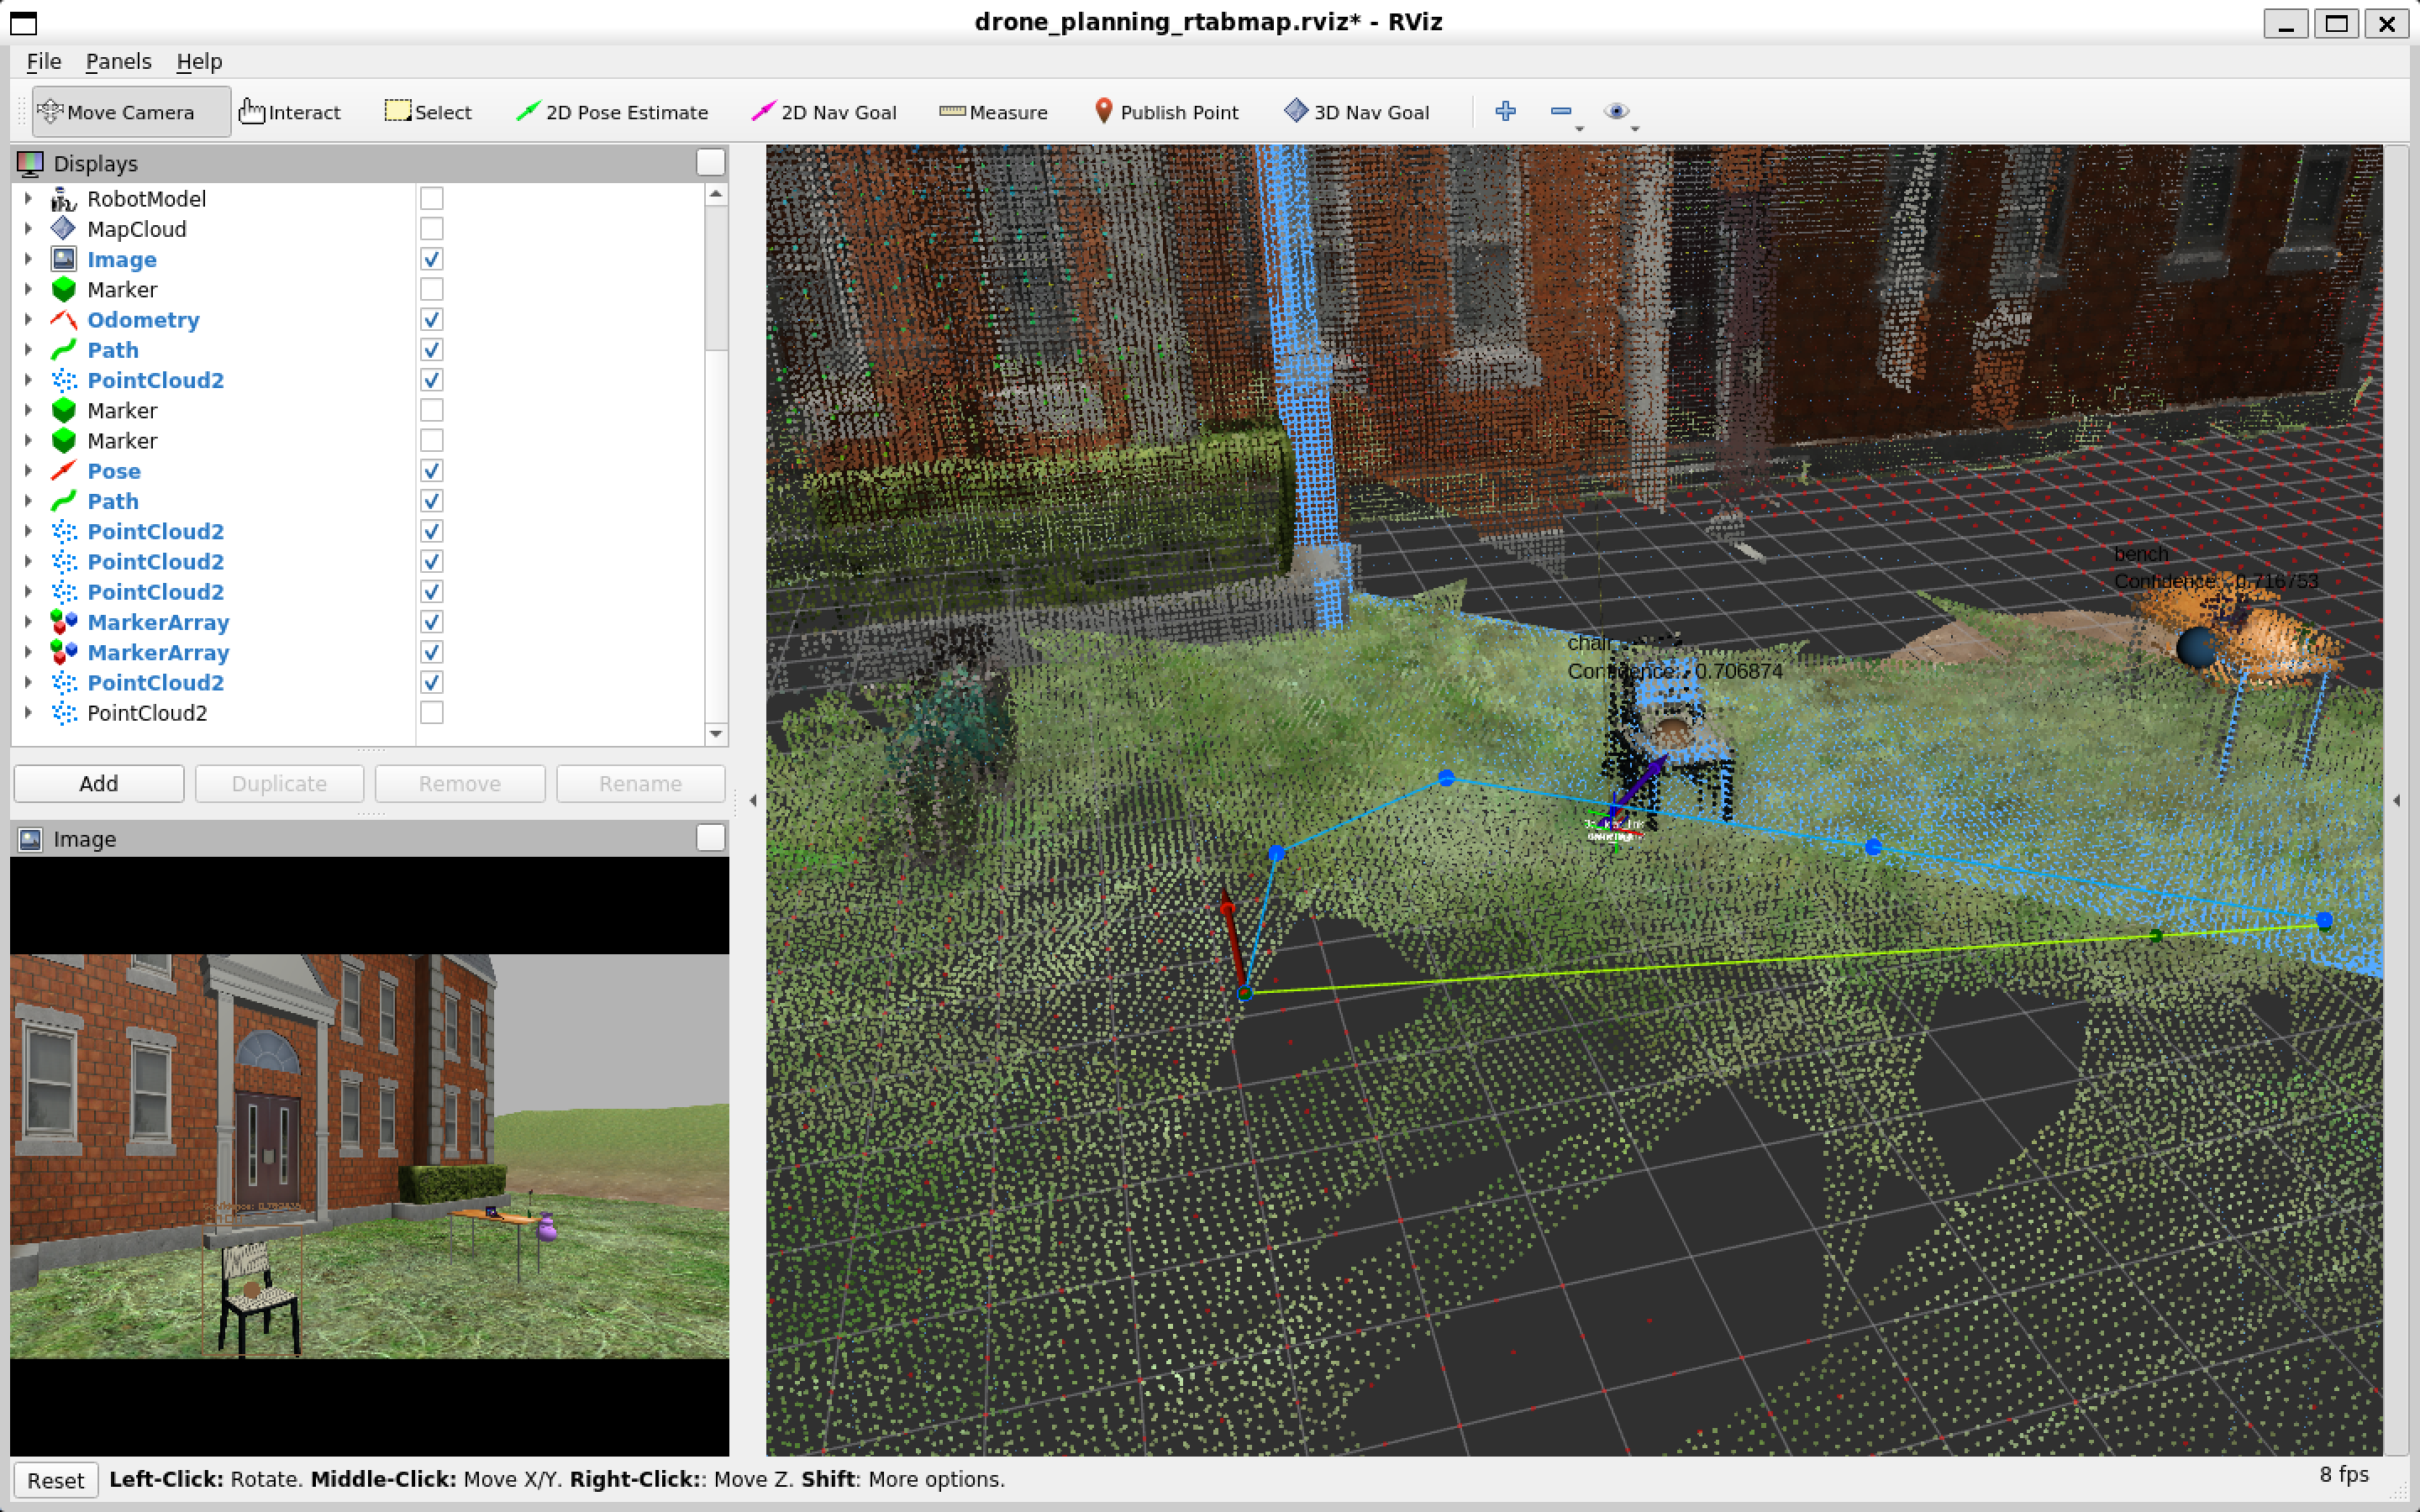 drone_planning_rtabmap.rviz* - RViz
File Panels Help
Move Camera Interact Select 2D Pose Estimate 2D Nav Goal Measure Publish Point 3D Nav Goal
Displays
RobotModel
MapCloud
Image
Marker
Odometry
Path
PointCloud2
Marker
Marker
Pose
Path
PointCloud2
PointCloud2
PointCloud2
MarkerArray
MarkerArray
PointCloud2
PointCloud2
Add Duplicate Remove Rename
Image
bench
Confidence: 0.716753
chair
Confidence: 0.706874
Reset Left-Click: Rotate. Middle-Click: Move X/Y. Right-Click:: Move Z. Shift: More options.
8 fps